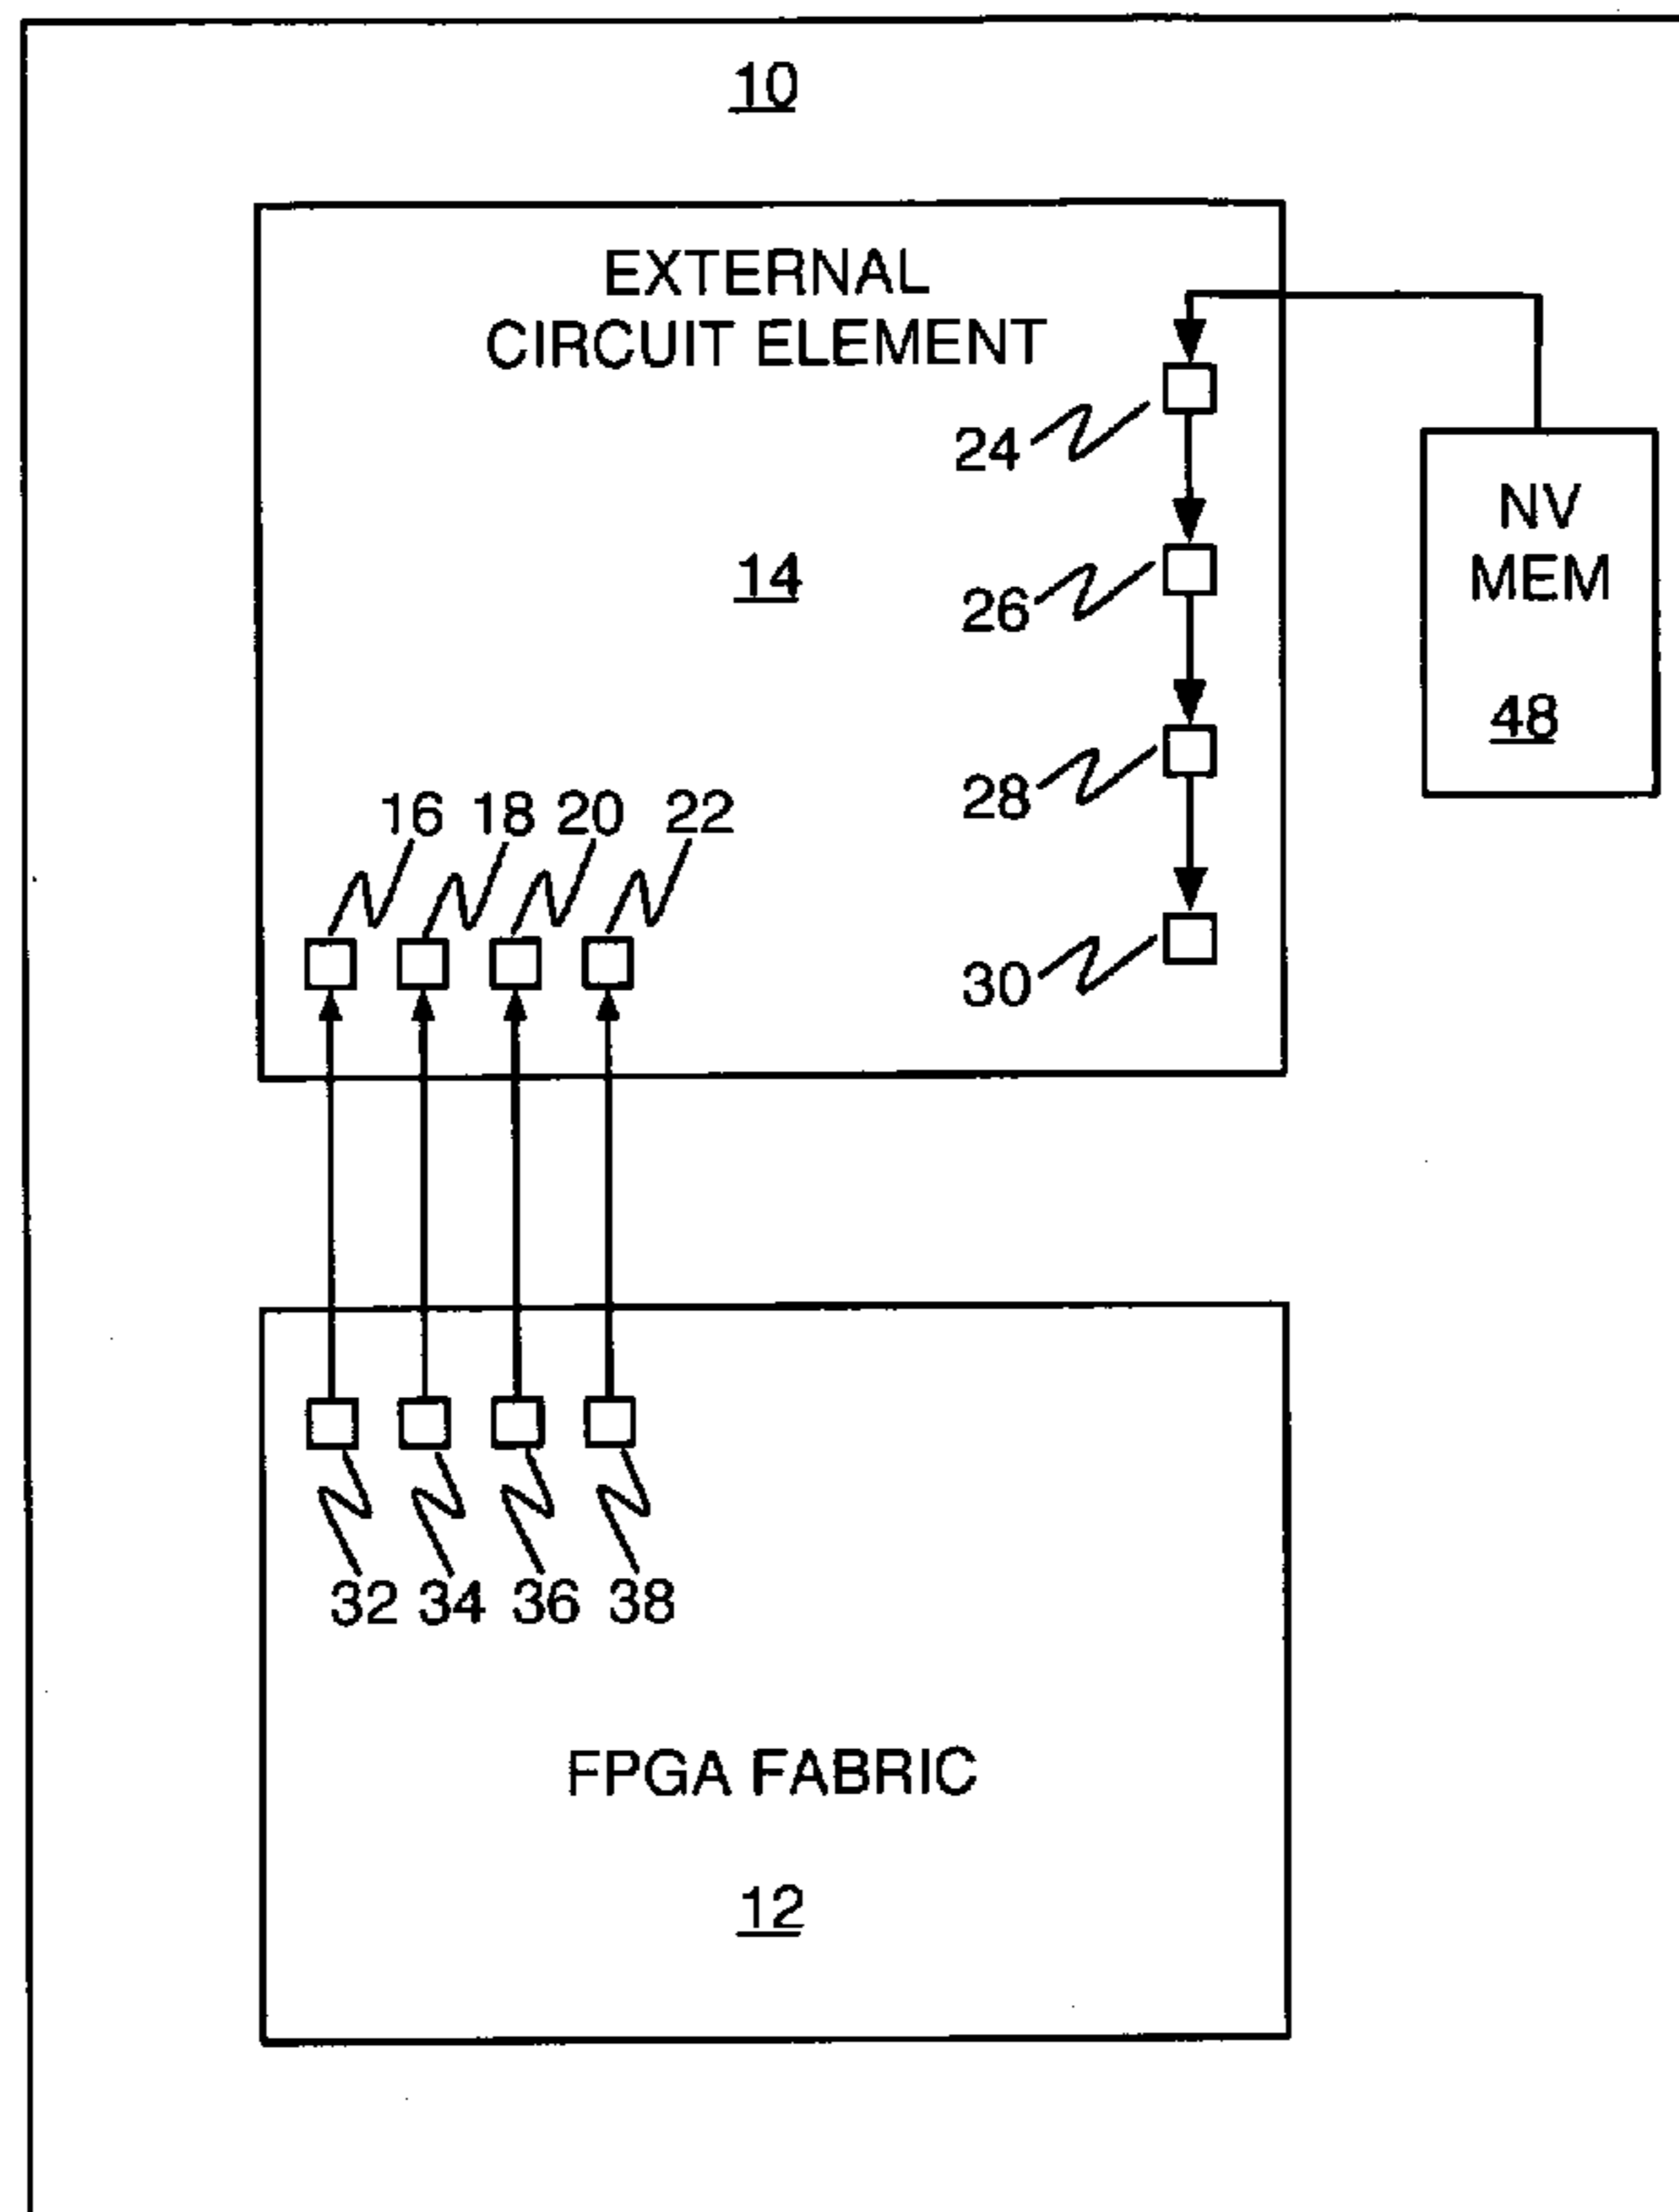 10
EXTERNAL
CIRCUIT ELEMENT
24
NV
MEM
14
26
48
28
16 18 20 22
30
32 34 36 38
FPGA FABRIC
12